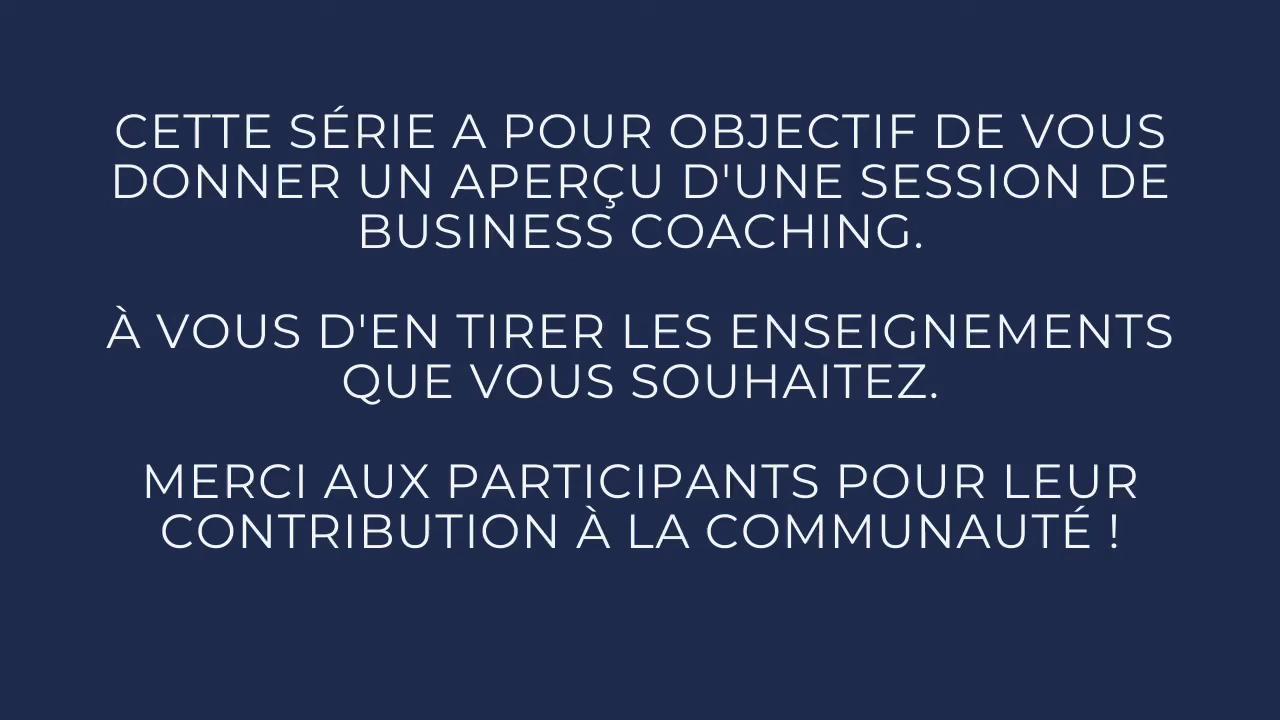 CETTE SÉRIE A POUR OBJECTIF DE VOUS
DONNER UN APERÇU D'UNE SESSION DE
BUSINESS COACHING.
À VOUS D'EN TIRER LES ENSEIGNEMENTS
QUE VOUS SOUHAITEZ.
MERCI AUX PARTICIPANTS POUR LEUR
CONTRIBUTION À LA COMMUNAUTÉ !